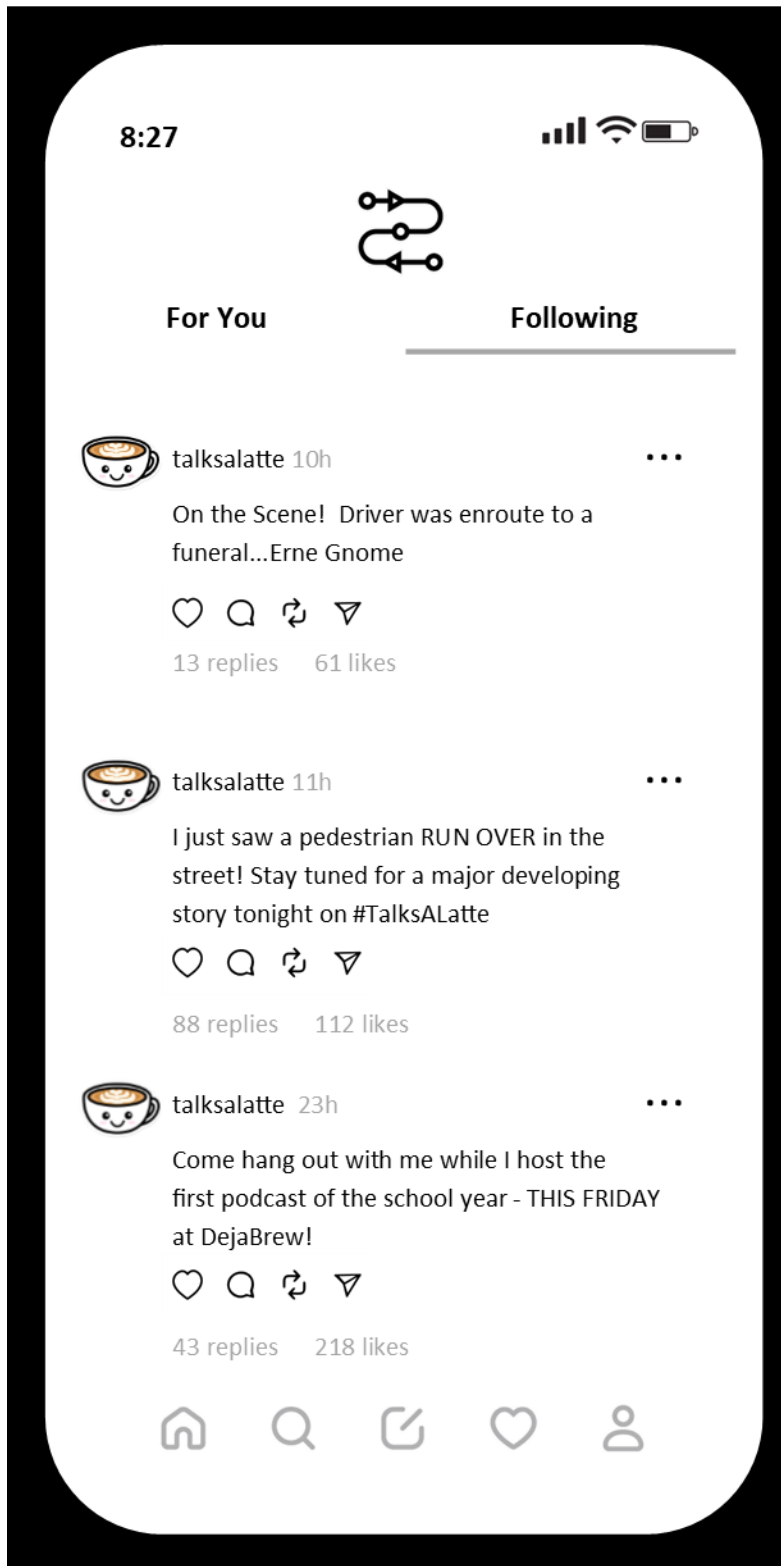 8:27
For You Following
talksalatte 10h
On the Scene!  Driver was enroute to a
funeral...Erne Gnome
13 replies 61 likes
talksalatte 11h
I just saw a pedestrian RUN OVER in the
street! Stay tuned for a major developing
story tonight on #TalksALatte
88 replies 112 likes
talksalatte 23h
Come hang out with me while I host the
first podcast of the school year - THIS FRIDAY
at DejaBrew!
43 replies 218 likes